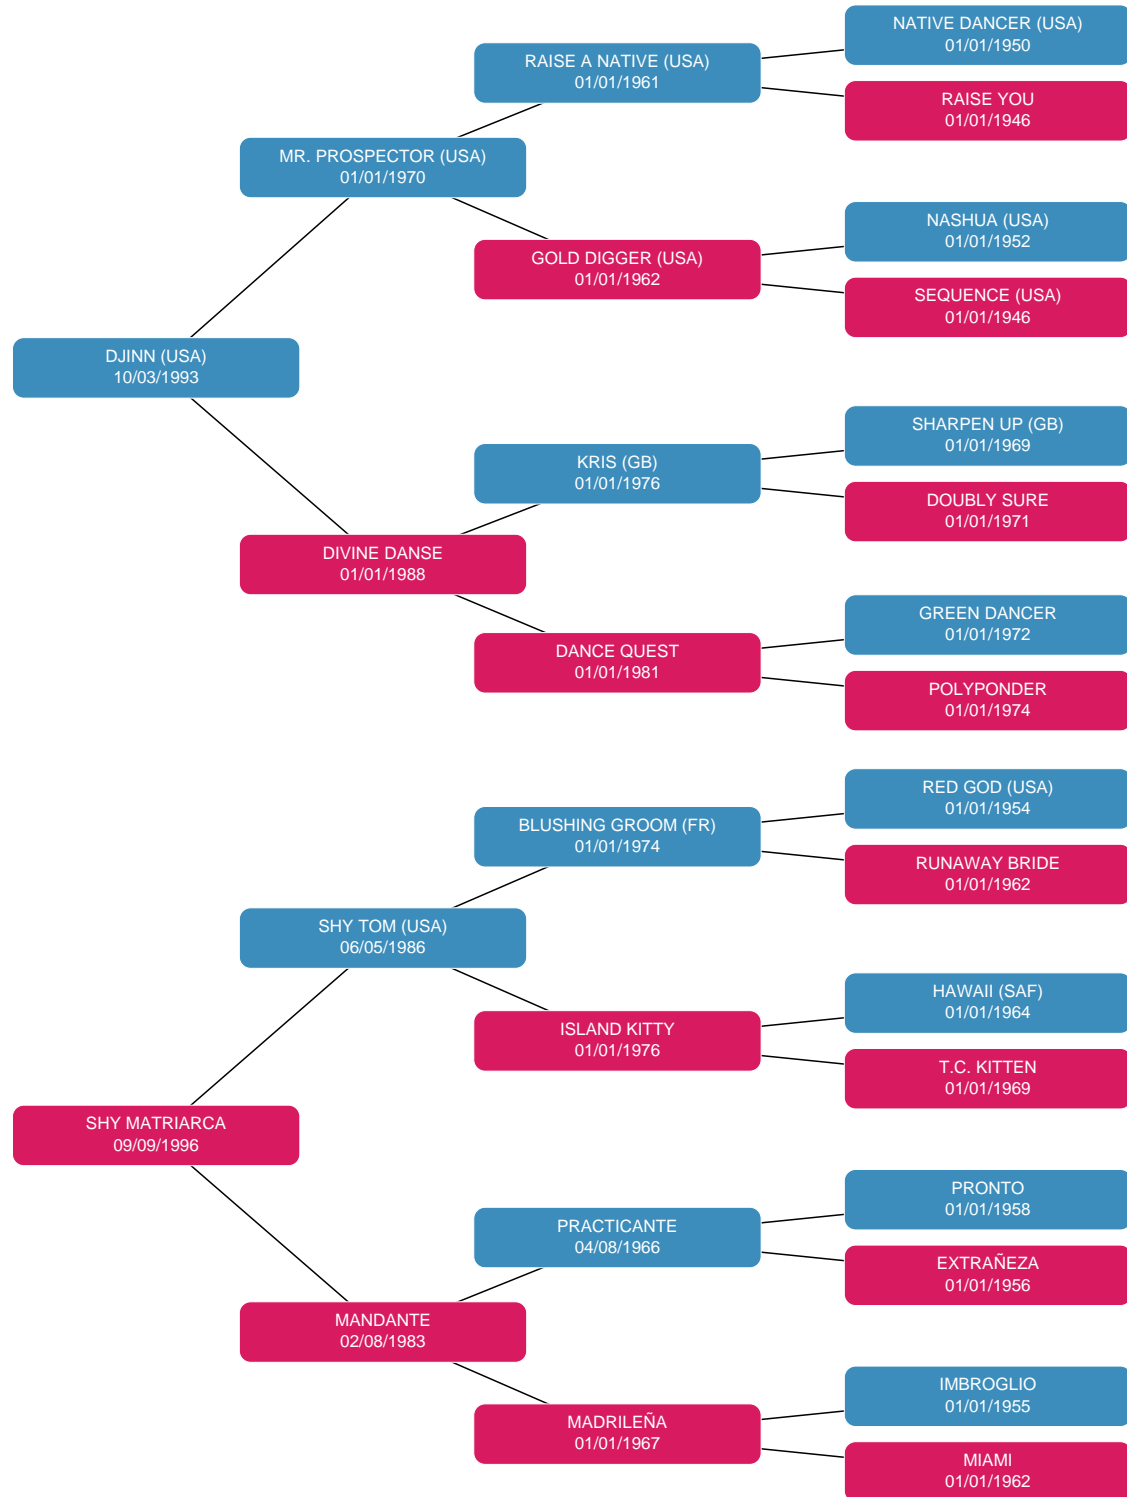 NATIVE DANCER (USA)
01/01/1950
RAISE A NATIVE (USA)
01/01/1961
RAISE YOU
01/01/1946
MR. PROSPECTOR (USA)
01/01/1970
NASHUA (USA)
01/01/1952
GOLD DIGGER (USA)
01/01/1962
SEQUENCE (USA)
01/01/1946
DJINN (USA)
10/03/1993
SHARPEN UP (GB)
01/01/1969
KRIS (GB)
01/01/1976
DOUBLY SURE
01/01/1971
DIVINE DANSE
01/01/1988
GREEN DANCER
01/01/1972
DANCE QUEST
01/01/1981
POLYPONDER
01/01/1974
RED GOD (USA)
01/01/1954
BLUSHING GROOM (FR)
01/01/1974
RUNAWAY BRIDE
01/01/1962
SHY TOM (USA)
06/05/1986
HAWAII (SAF)
01/01/1964
ISLAND KITTY
01/01/1976
T.C. KITTEN
01/01/1969
SHY MATRIARCA
09/09/1996
PRONTO
01/01/1958
PRACTICANTE
04/08/1966
EXTRAÑEZA
01/01/1956
MANDANTE
02/08/1983
IMBROGLIO
01/01/1955
MADRILEÑA
01/01/1967
MIAMI
01/01/1962